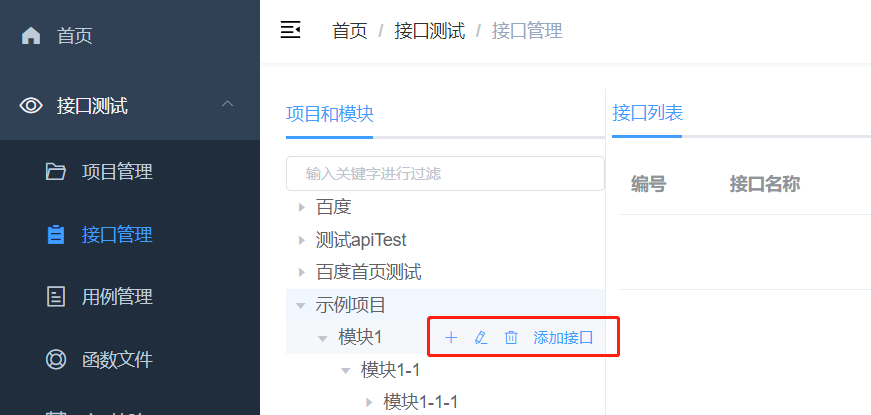 首页
接口测试
项目管理
接口管理
用例管理
函数文件
首页 / 接口测试 / 接口管理
项目和模块
输入关键字进行过滤
百度
测试apiTest
百度首页测试
示例项目
模块1 添加接口
模块1-1
模块1-1-1
接口列表
编号 接口名称